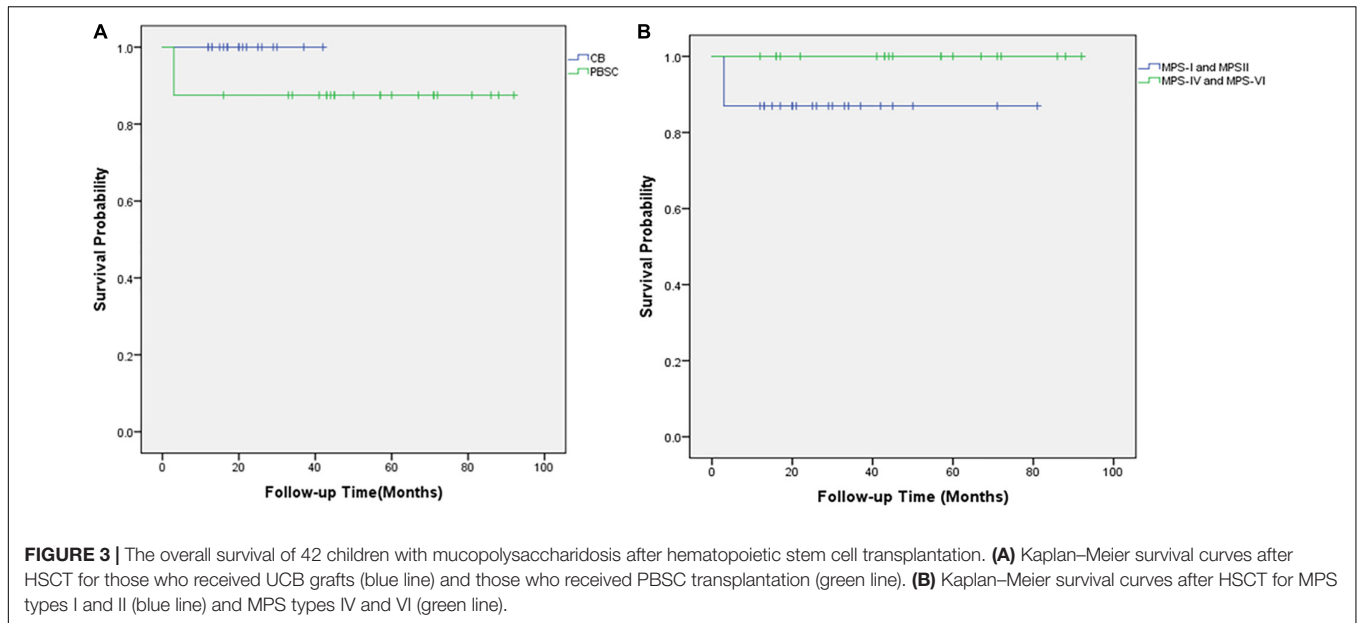 A
1.0
0.8
0.6
0.4
0.2
0.0
Survival Probability
0 20 40 60 80 100
Follow-up Time(Months)
CB
PBSC
B
1.0
0.8
0.6
0.4
0.2
0.0
Survival Probability
0 20 40 60 80 100
Follow-up Time (Months)
MPS-I and MPSII
MPS-IV and MPS-VI
FIGURE 3 | The overall survival of 42 children with mucopolysaccharidosis after hematopoietic stem cell transplantation. (A) Kaplan–Meier survival curves after
HSCT for those who received UCB grafts (blue line) and those who received PBSC transplantation (green line). (B) Kaplan–Meier survival curves after HSCT for MPS
types I and II (blue line) and MPS types IV and VI (green line).